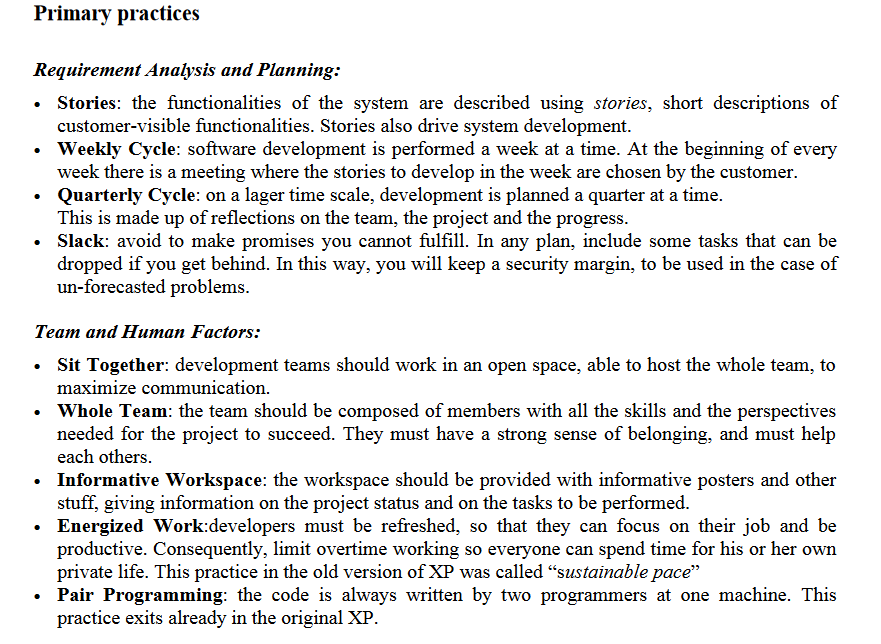 Primary practices
Requirement Analysis and Planning:
• Stories: the functionalities of the system are described using stories, short descriptions of
customer-visible functionalities. Stories also drive system development.
• Weekly Cycle: software development is performed a week at a time. At the beginning of every
week there is a meeting where the stories to develop in the week are chosen by the customer.
• Quarterly Cycle: on a lager time scale, development is planned a quarter at a time.
This is made up of reflections on the team, the project and the progress.
• Slack: avoid to make promises you cannot fulfill. In any plan, include some tasks that can be
dropped if you get behind. In this way, you will keep a security margin, to be used in the case of
un-forecasted problems.
Team and Human Factors:
• Sit Together: development teams should work in an open space, able to host the whole team, to
maximize communication.
• Whole Team: the team should be composed of members with all the skills and the perspectives
needed for the project to succeed. They must have a strong sense of belonging, and must help
each others.
• Informative Workspace: the workspace should be provided with informative posters and other
stuff, giving information on the project status and on the tasks to be performed.
• Energized Work:developers must be refreshed, so that they can focus on their job and be
productive. Consequently, limit overtime working so everyone can spend time for his or her own
private life. This practice in the old version of XP was called “sustainable pace”
• Pair Programming: the code is always written by two programmers at one machine. This
practice exits already in the original XP.